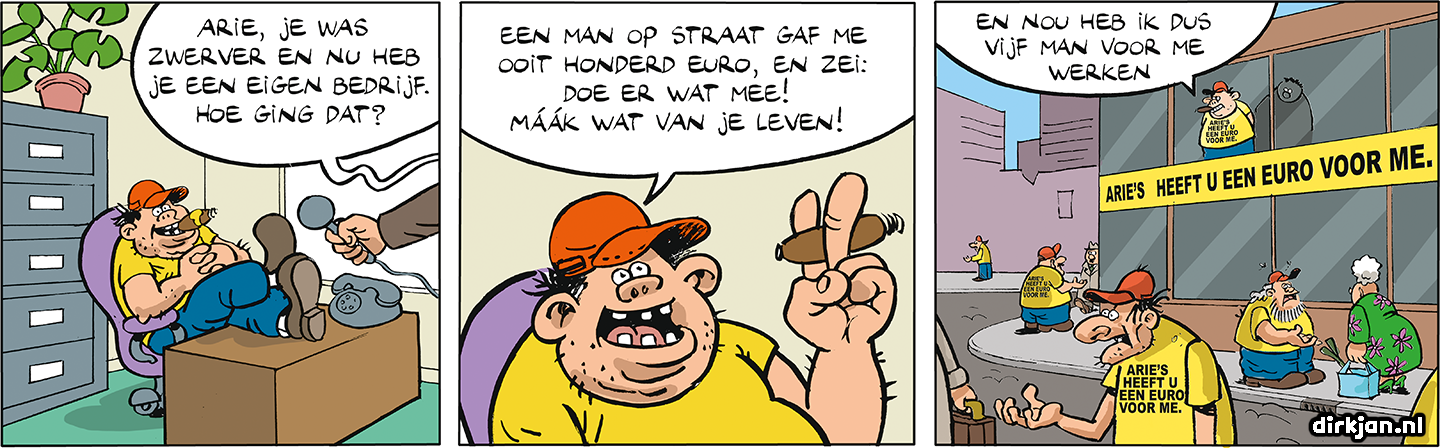 ARIE, JE WAS
ZWERVER EN NU HEB
JE EEN EIGEN BEDRIJF.
HOE GING DAT?
EEN MAN OP STRAAT GAF ME
OOIT HONDERD EURO, EN ZEI:
DOE ER WAT MEE!
MÁÁK WAT VAN JE LEVEN!
EN NOU HEB IK DUS
VIJF MAN VOOR ME
WERKEN
ARIE'S
HEEFT U
EEN EURO
VOOR ME.
ARIE'S HEEFT U EEN EURO VOOR ME.
ARIE'S
HEEFT U
EEN EURO
VOOR ME.
ARIE'S
HEEFT U
EEN EURO
VOOR ME.
dirkjan.nl